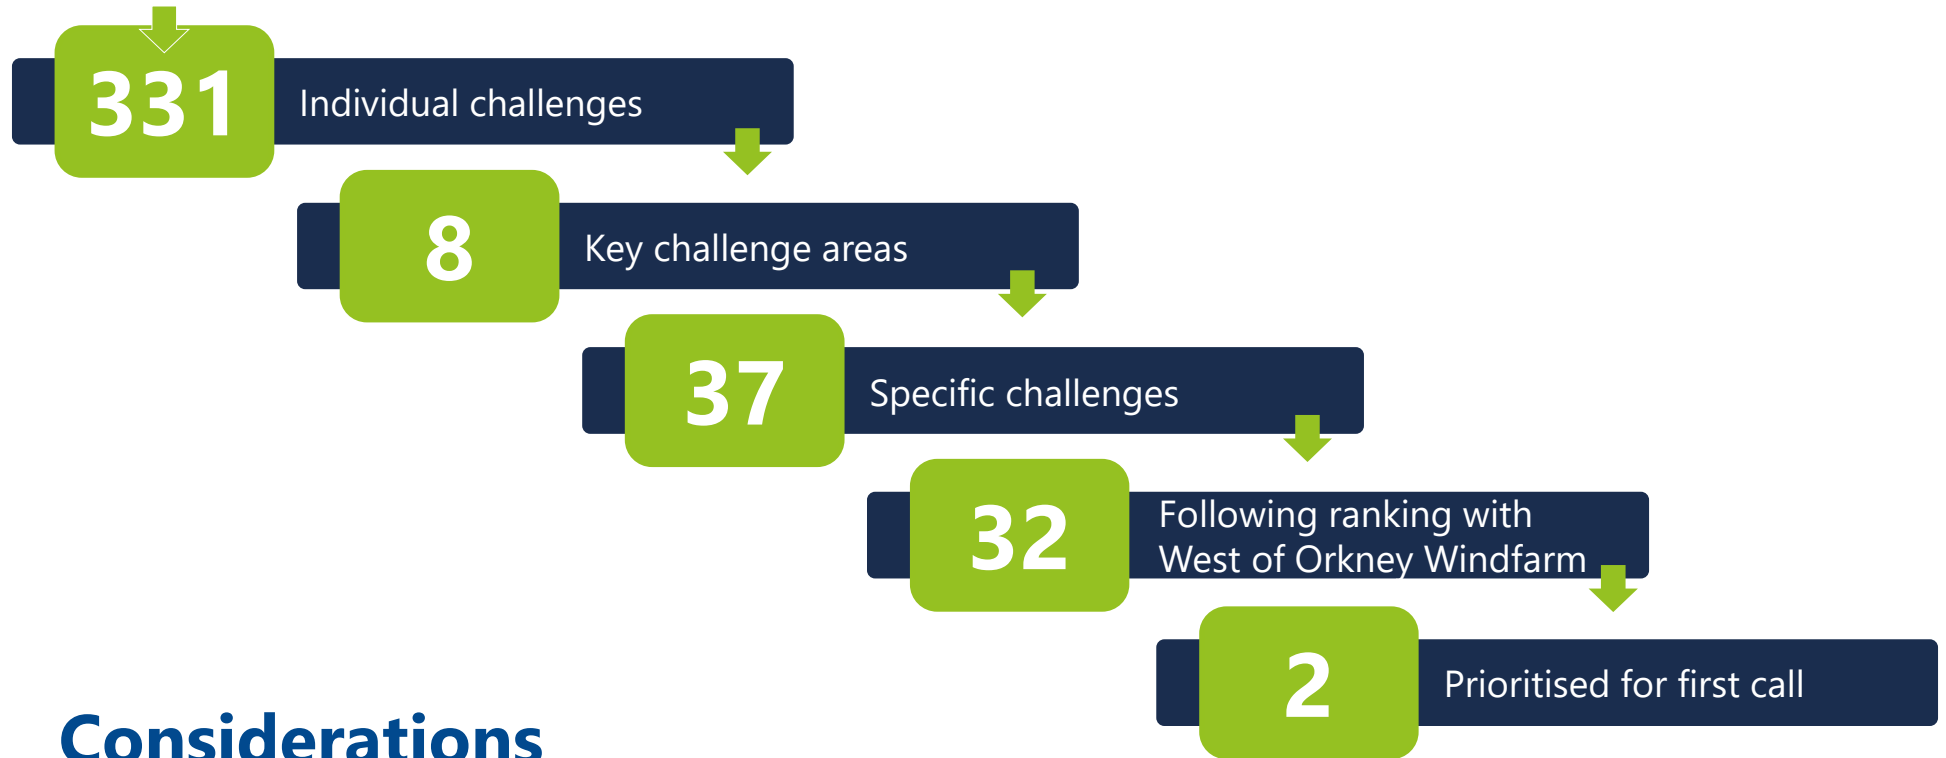 331
Individual challenges
8
Key challenge areas
37
Specific challenges
32
Following ranking with
West of Orkney Windfarm
2
Prioritised for first call
Considerations